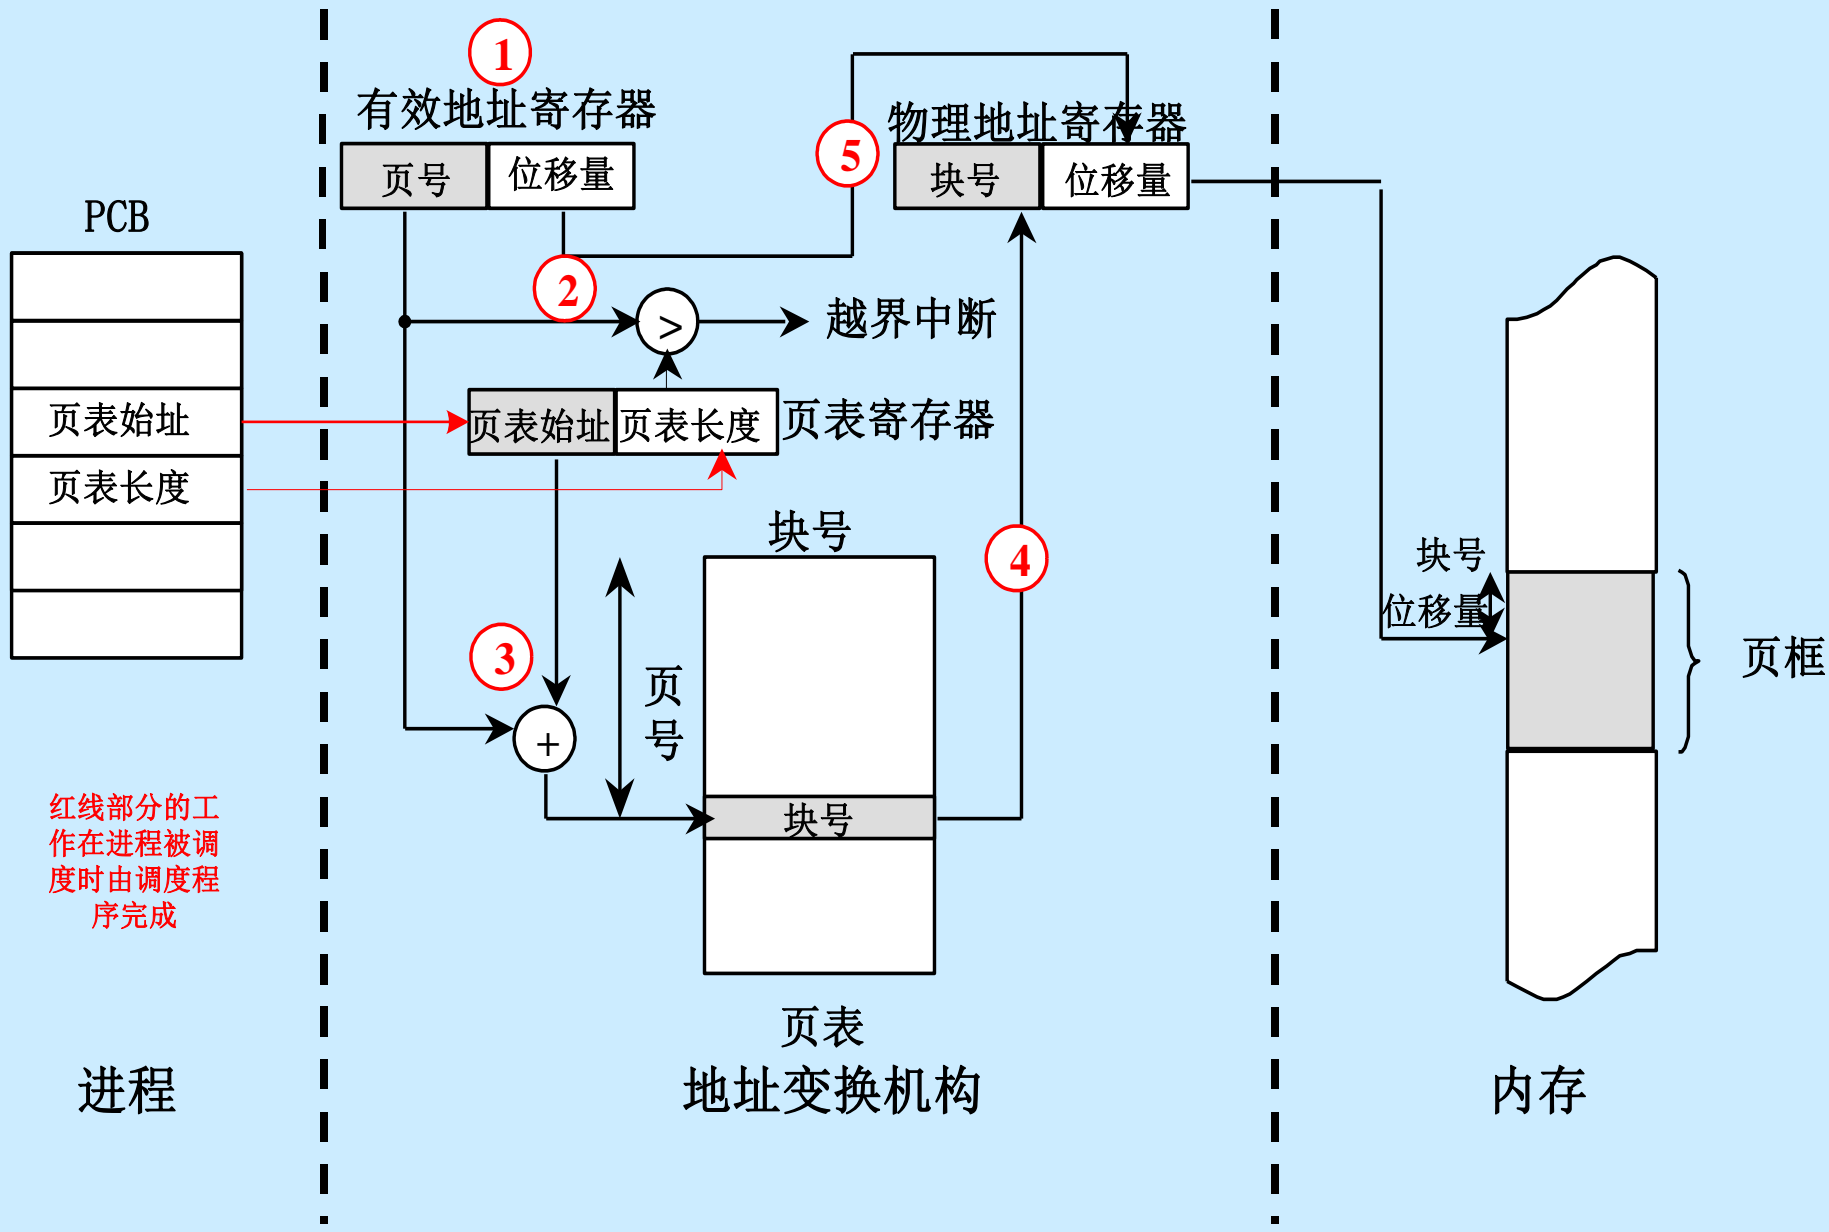 ①
有效地址寄存器
页号 位移量
⑤
物理地址寄存器
块号 位移量
PCB
页表始址
页表长度
②
>
越界中断
页表始址 页表长度 页表寄存器
块号
④
③
+
页
号
块号
页表
块号
位移量
页框
红线部分的工
作在进程被调
度时由调度程
序完成
进程
地址变换机构
内存